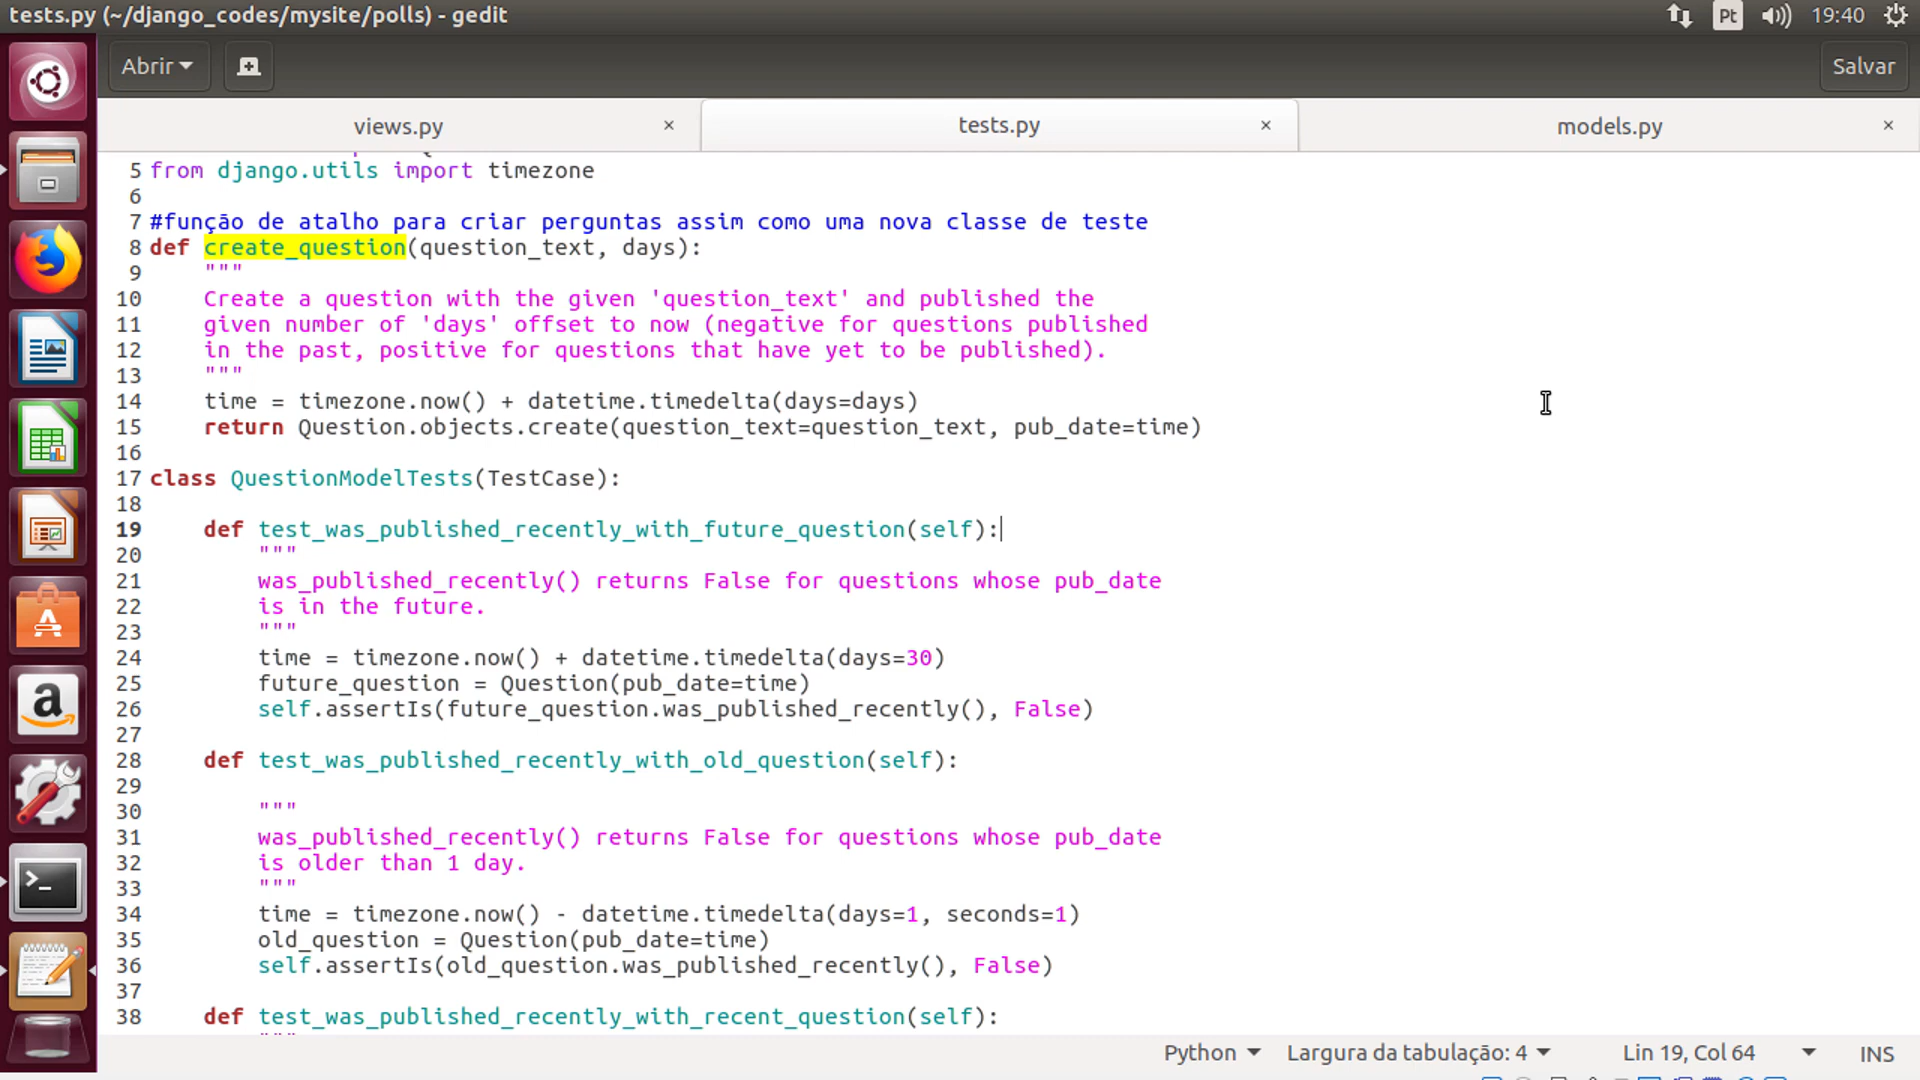 tests.py (~/django_codes/mysite/polls) - gedit
Pt
19:40
Abrir
Salvar
views.py ×
tests.py ×
models.py ×
5 from django.utils import timezone
6
7 #função de atalho para criar perguntas assim como uma nova classe de teste
8 def create_question(question_text, days):
9     """
10     Create a question with the given 'question_text' and published the
11     given number of 'days' offset to now (negative for questions published
12     in the past, positive for questions that have yet to be published).
13     """
14     time = timezone.now() + datetime.timedelta(days=days)
15     return Question.objects.create(question_text=question_text, pub_date=time)
16
17 class QuestionModelTests(TestCase):
18
19     def test_was_published_recently_with_future_question(self):
20         """
21         was_published_recently() returns False for questions whose pub_date
22         is in the future.
23         """
24         time = timezone.now() + datetime.timedelta(days=30)
25         future_question = Question(pub_date=time)
26         self.assertIs(future_question.was_published_recently(), False)
27
28     def test_was_published_recently_with_old_question(self):
29
30         """
31         was_published_recently() returns False for questions whose pub_date
32         is older than 1 day.
33         """
34         time = timezone.now() - datetime.timedelta(days=1, seconds=1)
35         old_question = Question(pub_date=time)
36         self.assertIs(old_question.was_published_recently(), False)
37
38     def test_was_published_recently_with_recent_question(self):
Python
Largura da tabulação: 4
Lin 19, Col 64
INS